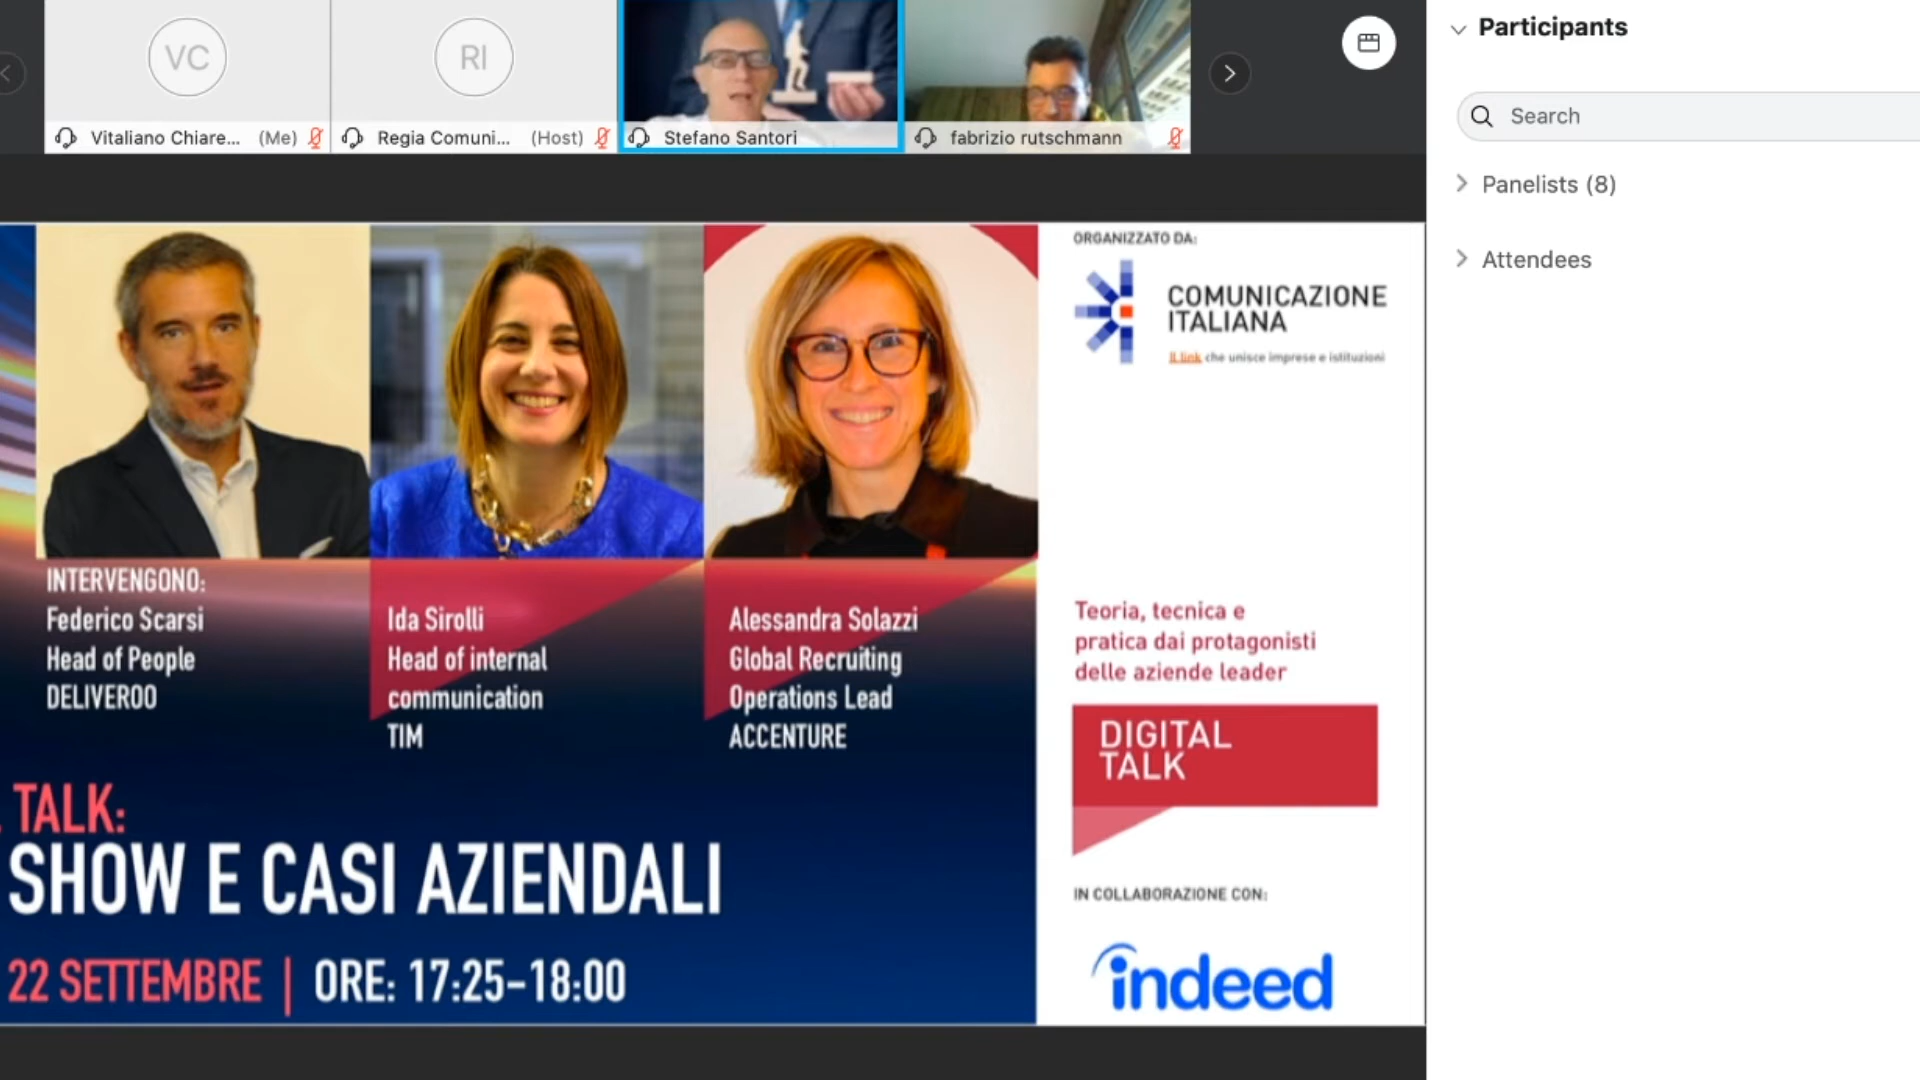 VC
RI
Vitaliano Chiare... (Me)
Regia Comuni... (Host)
Stefano Santori
fabrizio rutschmann
Participants
Search
Panelists (8)
Attendees
INTERVENGONO:
Federico Scarsi
Head of People
DELIVEROO
Ida Sirolli
Head of internal
communication
TIM
Alessandra Solazzi
Global Recruiting
Operations Lead
ACCENTURE
TALK:
SHOW E CASI AZIENDALI
22 SETTEMBRE | ORE: 17:25-18:00
ORGANIZZATO DA:
COMUNICAZIONE
ITALIANA
Il link che unisce imprese e istituzioni
Teoria, tecnica e
pratica dai protagonisti
delle aziende leader
DIGITAL
TALK
IN COLLABORAZIONE CON:
indeed